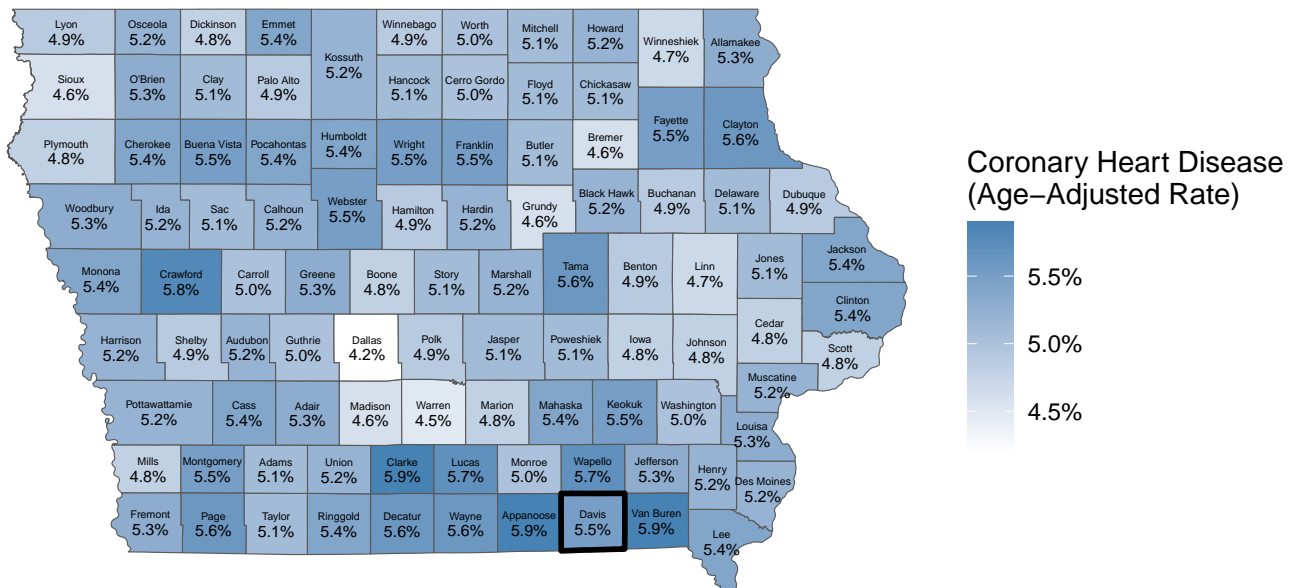 Lyon
4.9%
Osceola
5.2%
Dickinson
4.8%
Emmet
5.4%
Kossuth
5.2%
Winnebago
4.9%
Worth
5.0%
Mitchell
5.1%
Howard
5.2%
Winneshiek
4.7%
Allamakee
5.3%
Sioux
4.6%
O'Brien
5.3%
Clay
5.1%
Palo Alto
4.9%
Hancock
5.1%
Cerro Gordo
5.0%
Floyd
5.1%
Chickasaw
5.1%
Fayette
5.5%
Clayton
5.6%
Plymouth
4.8%
Cherokee
5.4%
Buena Vista
5.5%
Pocahontas
5.4%
Humboldt
5.4%
Wright
5.5%
Franklin
5.5%
Butler
5.1%
Bremer
4.6%
Woodbury
5.3%
Ida
5.2%
Sac
5.1%
Calhoun
5.2%
Webster
5.5%
Hamilton
4.9%
Hardin
5.2%
Grundy
4.6%
Black Hawk
5.2%
Buchanan
4.9%
Delaware
5.1%
Dubuque
4.9%
Monona
5.4%
Crawford
5.8%
Carroll
5.0%
Greene
5.3%
Boone
4.8%
Story
5.1%
Marshall
5.2%
Tama
5.6%
Benton
4.9%
Linn
4.7%
Jones
5.1%
Jackson
5.4%
Clinton
5.4%
Harrison
5.2%
Shelby
4.9%
Audubon
5.2%
Guthrie
5.0%
Dallas
4.2%
Polk
4.9%
Jasper
5.1%
Poweshiek
5.1%
Iowa
4.8%
Johnson
4.8%
Cedar
4.8%
Scott
4.8%
Muscatine
5.2%
Pottawattamie
5.2%
Cass
5.4%
Adair
5.3%
Madison
4.6%
Warren
4.5%
Marion
4.8%
Mahaska
5.4%
Keokuk
5.5%
Washington
5.0%
Louisa
5.3%
Mills
4.8%
Montgomery
5.5%
Adams
5.1%
Union
5.2%
Clarke
5.9%
Lucas
5.7%
Monroe
5.0%
Wapello
5.7%
Jefferson
5.3%
Henry
5.2%
Des Moines
5.2%
Fremont
5.3%
Page
5.6%
Taylor
5.1%
Ringgold
5.4%
Decatur
5.6%
Wayne
5.6%
Appanoose
5.9%
Davis
5.5%
Van Buren
5.9%
Lee
5.4%
Coronary Heart Disease
(Age−Adjusted Rate)
5.5%
5.0%
4.5%